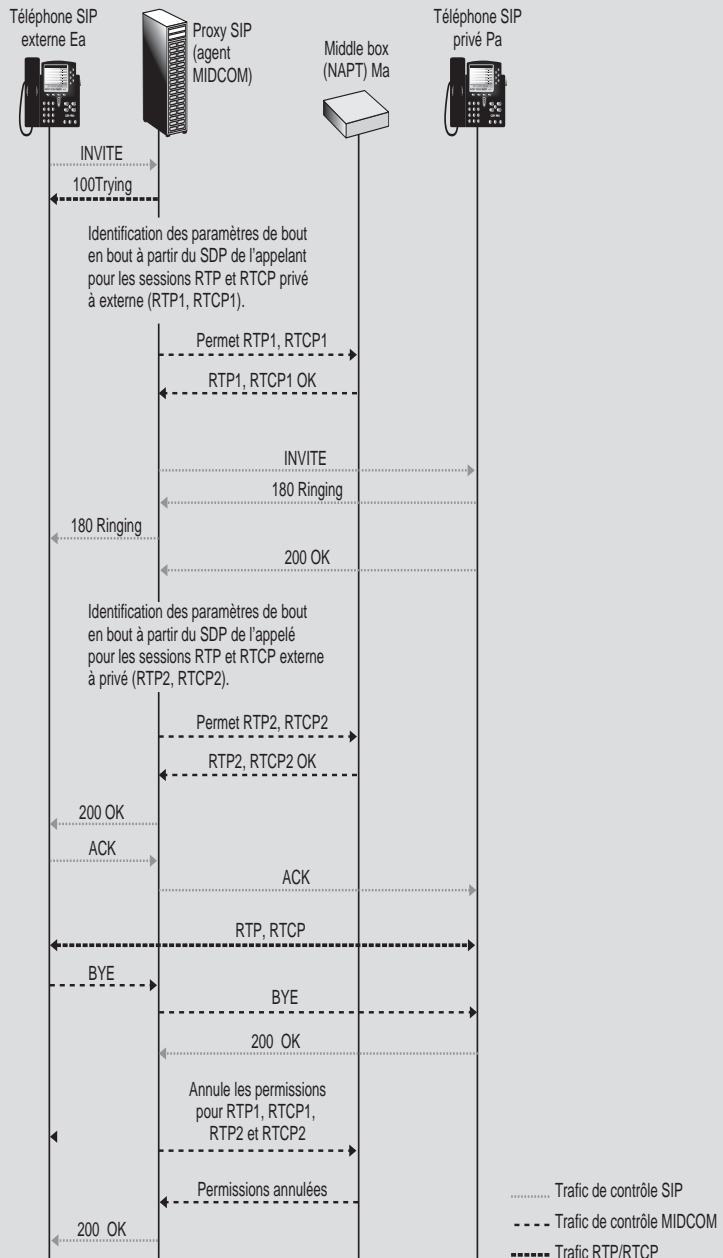 Téléphone SIP
externe Ea
Proxy SIP
(agent
MIDCOM)
Middle box
(NAPT) Ma
Téléphone SIP
privé Pa
INVITE
100Trying
Identification des paramètres de bout
en bout à partir du SDP de l'appelant
pour les sessions RTP et RTCP privé
à externe (RTP1, RTCP1).
Permet RTP1, RTCP1
RTP1, RTCP1 OK
INVITE
180 Ringing
180 Ringing
200 OK
Identification des paramètres de bout
en bout à partir du SDP de l'appelé
pour les sessions RTP et RTCP externe
à privé (RTP2, RTCP2).
Permet RTP2, RTCP2
RTP2, RTCP2 OK
200 OK
ACK
ACK
RTP, RTCP
BYE
BYE
200 OK
Annule les permissions
pour RTP1, RTCP1,
RTP2 et RTCP2
Permissions annulées
200 OK
Trafic de contrôle SIP
Trafic de contrôle MIDCOM
Trafic RTP/RTCP